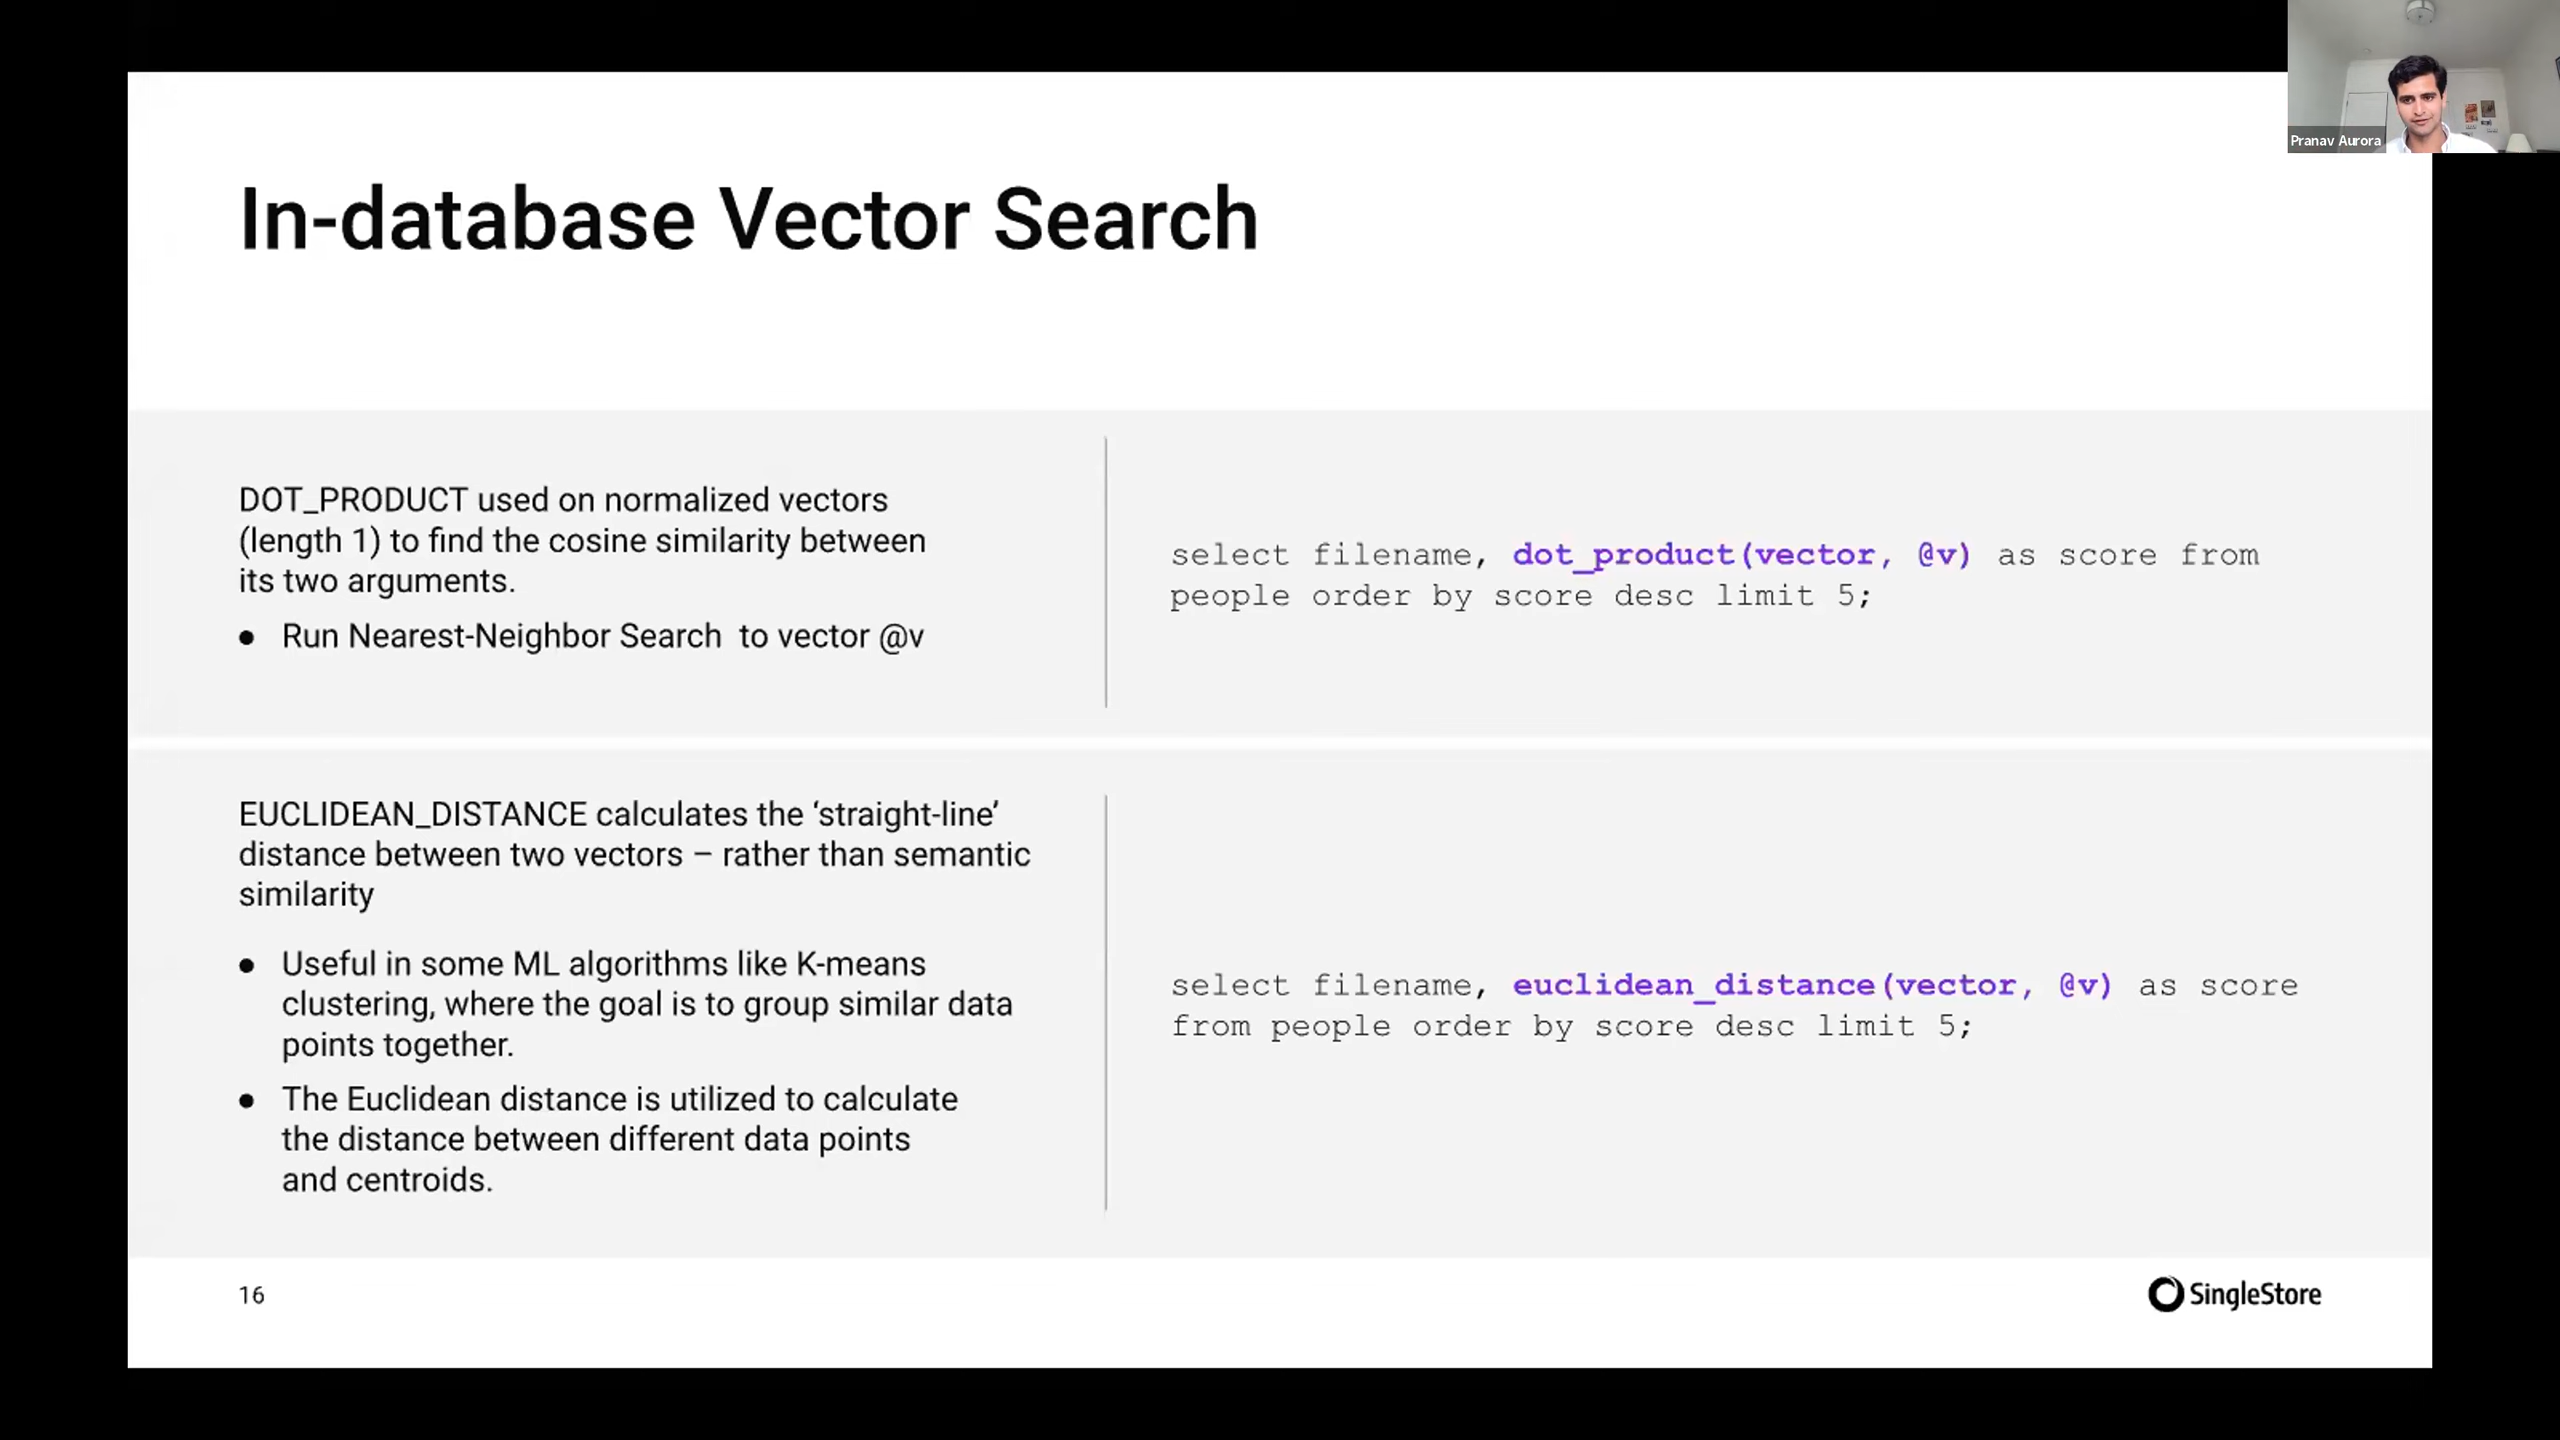 Pranav Aurora
In-database Vector Search
DOT_PRODUCT used on normalized vectors
(length 1) to find the cosine similarity between
its two arguments.
● Run Nearest-Neighbor Search  to vector @v
select filename, dot_product(vector, @v) as score from
people order by score desc limit 5;
EUCLIDEAN_DISTANCE calculates the ‘straight-line’
distance between two vectors – rather than semantic
similarity
● Useful in some ML algorithms like K-means
clustering, where the goal is to group similar data
points together.
● The Euclidean distance is utilized to calculate
the distance between different data points
and centroids.
select filename, euclidean_distance(vector, @v) as score
from people order by score desc limit 5;
16
SingleStore